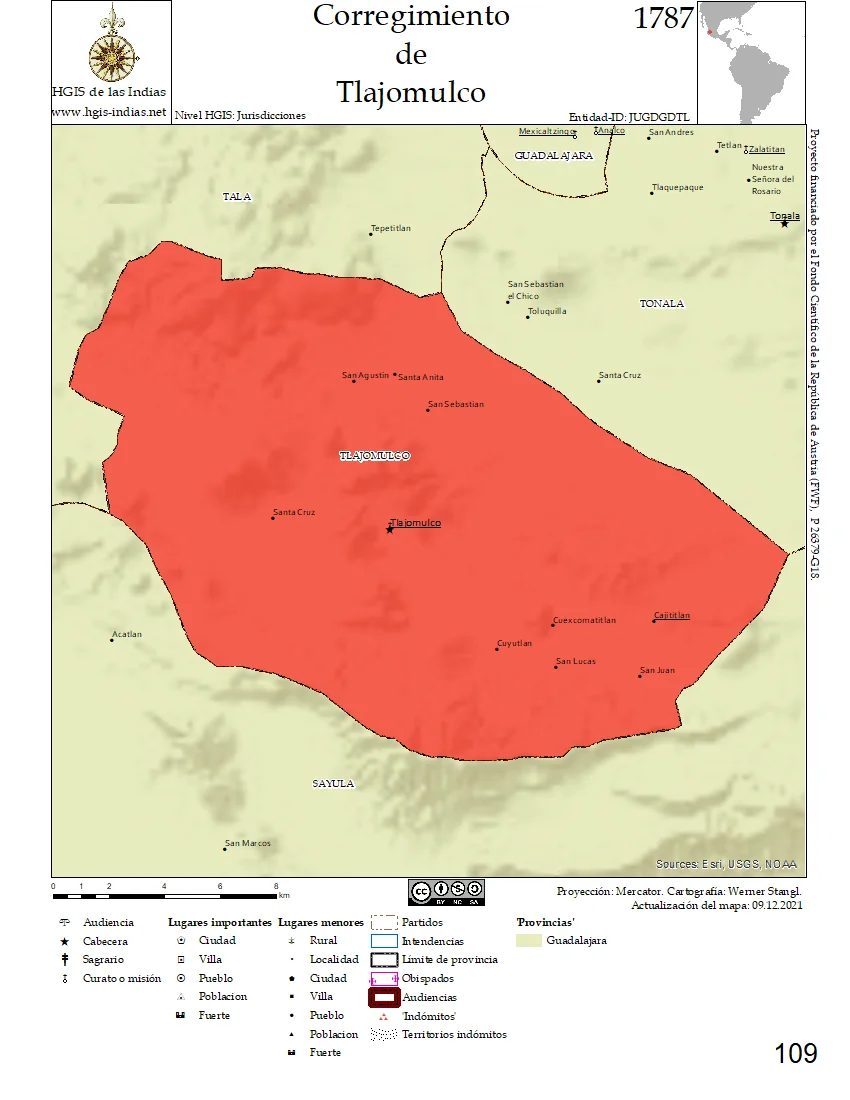 Corregimiento
de
Tlajomulco
1787
HGIS de las Indias
www.hgis-indias.net
Nivel HGIS: Jurisdicciones
Entidad-ID: JUGDGDTL
Mexicaltzingo
Analco
San Andres
GUADALAJARA
Tetlan
Zalatitan
Nuestra
Señora del
Rosario
Tlaquepaque
TALA
Tonala
Tepetitlan
San Sebastian
el Chico
TONALA
Toluquilla
San Agustin
Santa Anita
Santa Cruz
San Sebastian
TLAJOMULCO
Santa Cruz
Tlajomulco
Cuexcomatitlan
Cajititlan
Acatlan
Cuyutlan
San Lucas
San Juan
SAYULA
San Marcos
Sources: Esri, USGS, NOAA
Proyecto financiado por el Fondo Científico de la República de Austria (FWF), P 26379-G18.
0 1 2 4 6 8
km
cc
BY NC SA
Proyección: Mercator. Cartografía: Werner Stangl.
Actualización del mapa: 09.12.2021
Audiencia
Cabecera
Sagrario
Curato o misión
Lugares importantes
Ciudad
Villa
Pueblo
Poblacion
Fuerte
Lugares menores
Rural
Localidad
Ciudad
Villa
Pueblo
Poblacion
Fuerte
Partidos
Intendencias
Límite de provincia
Obispados
Audiencias
'Indómitos'
Territorios indómitos
'Provincias'
Guadalajara
109